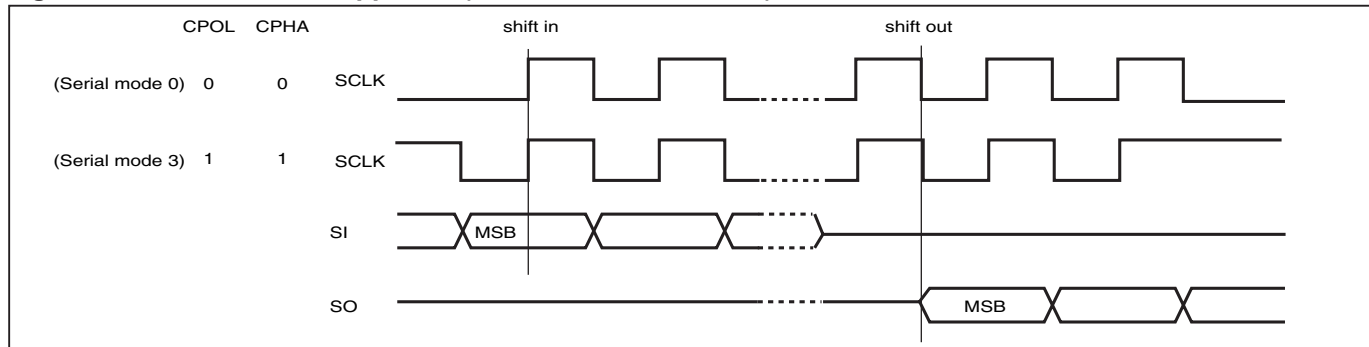 CPOL CPHA shift in shift out
(Serial mode 0) 0 0 SCLK
(Serial mode 3) 1 1 SCLK
SI MSB
SO MSB